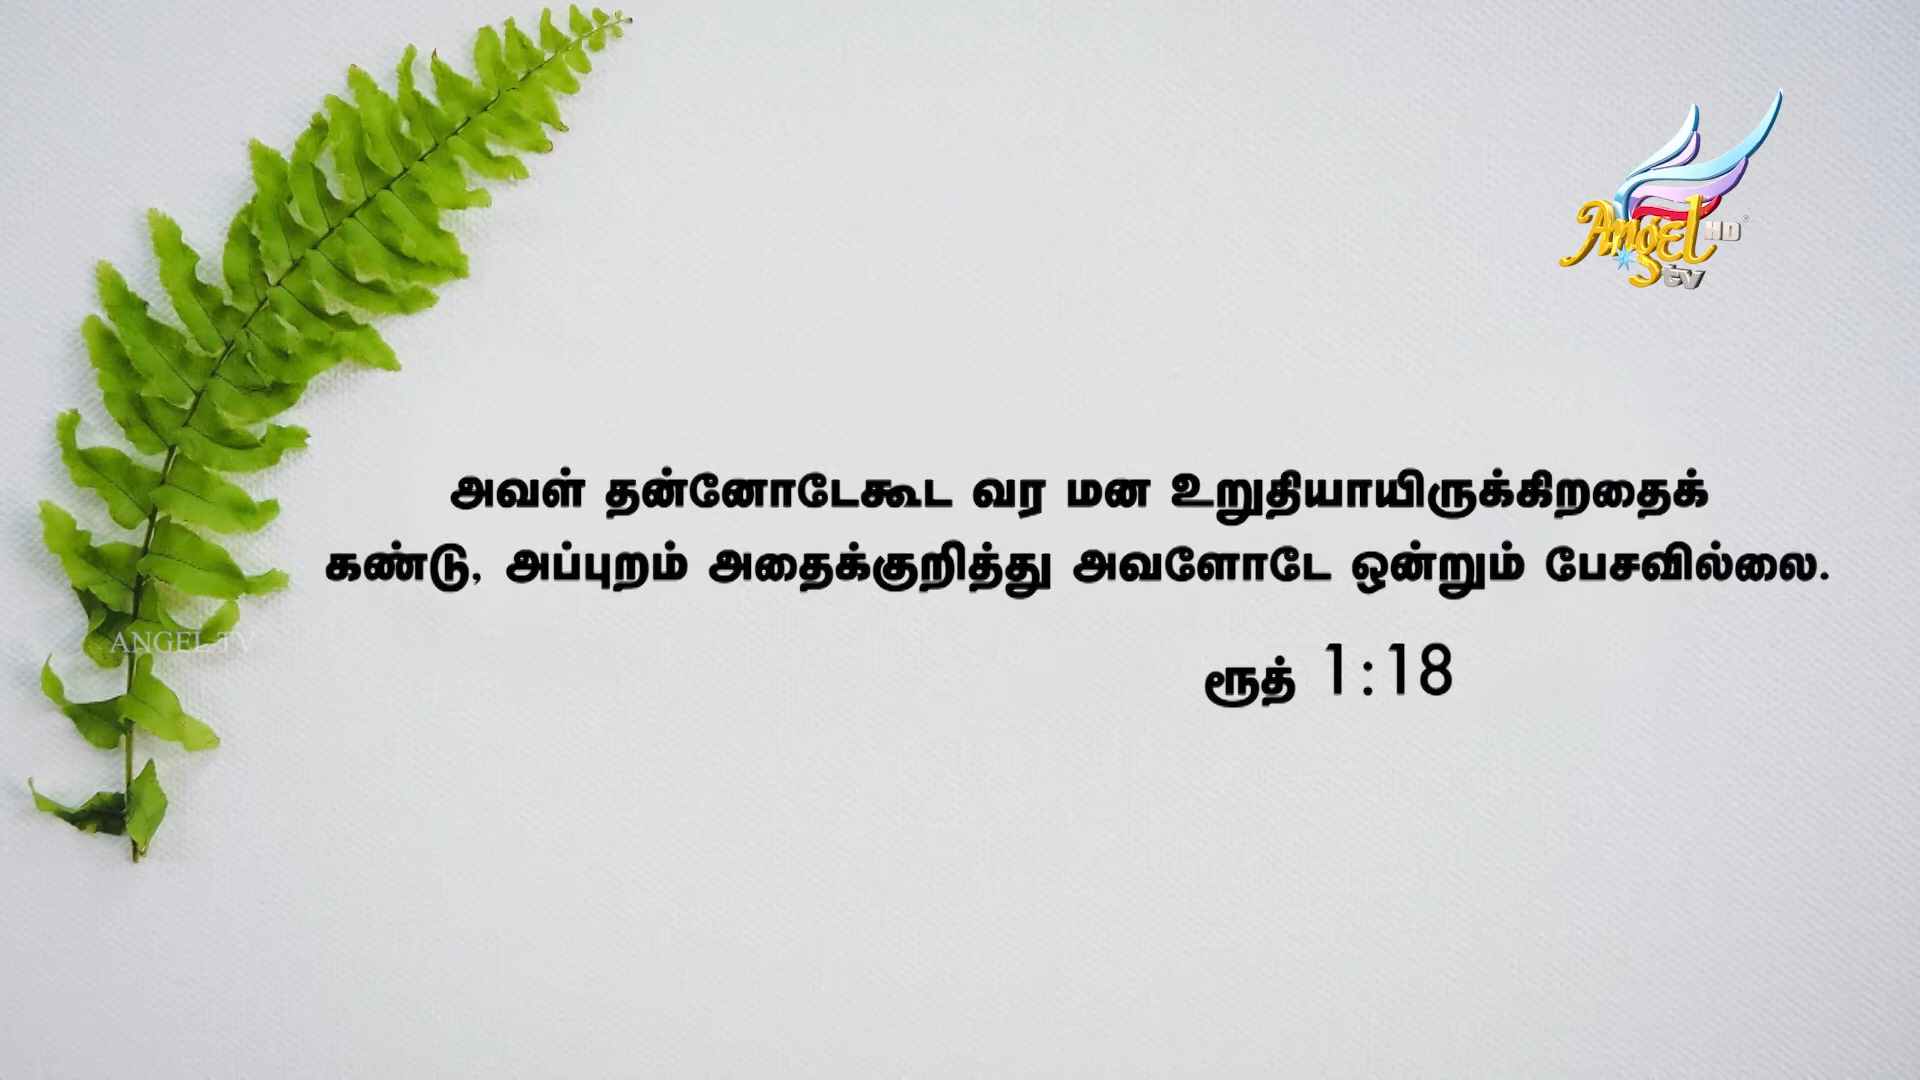 Angel HD
tv
அவள் தன்னோடேகூட வர மன உறுதியாயிருக்கிறதைக்
கண்டு, அப்புறம் அதைக்குறித்து அவளோடே ஒன்றும் பேசவில்லை.
ANGEL TV
ரூத் 1:18